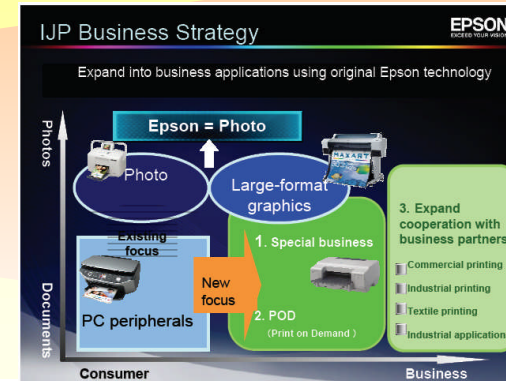 IJP Business Strategy
EPSON
EXCEED YOUR VISION
Expand into business applications using original Epson technology
Epson = Photo
Photos
Photo
Large-format
graphics
MAXART
Existing
focus
PC peripherals
New
focus
1. Special business
2. POD
(Print on Demand)
3. Expand
cooperation with
business partners
Commercial printing
Industrial printing
Textile printing
Industrial application
Documents
Consumer
Business